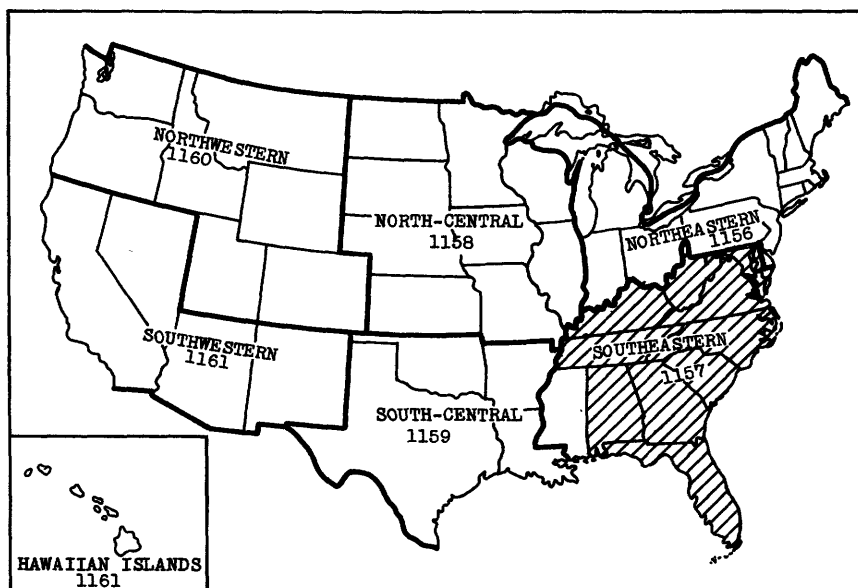 NORTHWESTERN
1160
NORTH-CENTRAL
1158
NORTHEASTERN
1156
SOUTHWESTERN
1161
SOUTHEASTERN
1157
SOUTH-CENTRAL
1159
HAWAIIAN ISLANDS
1161